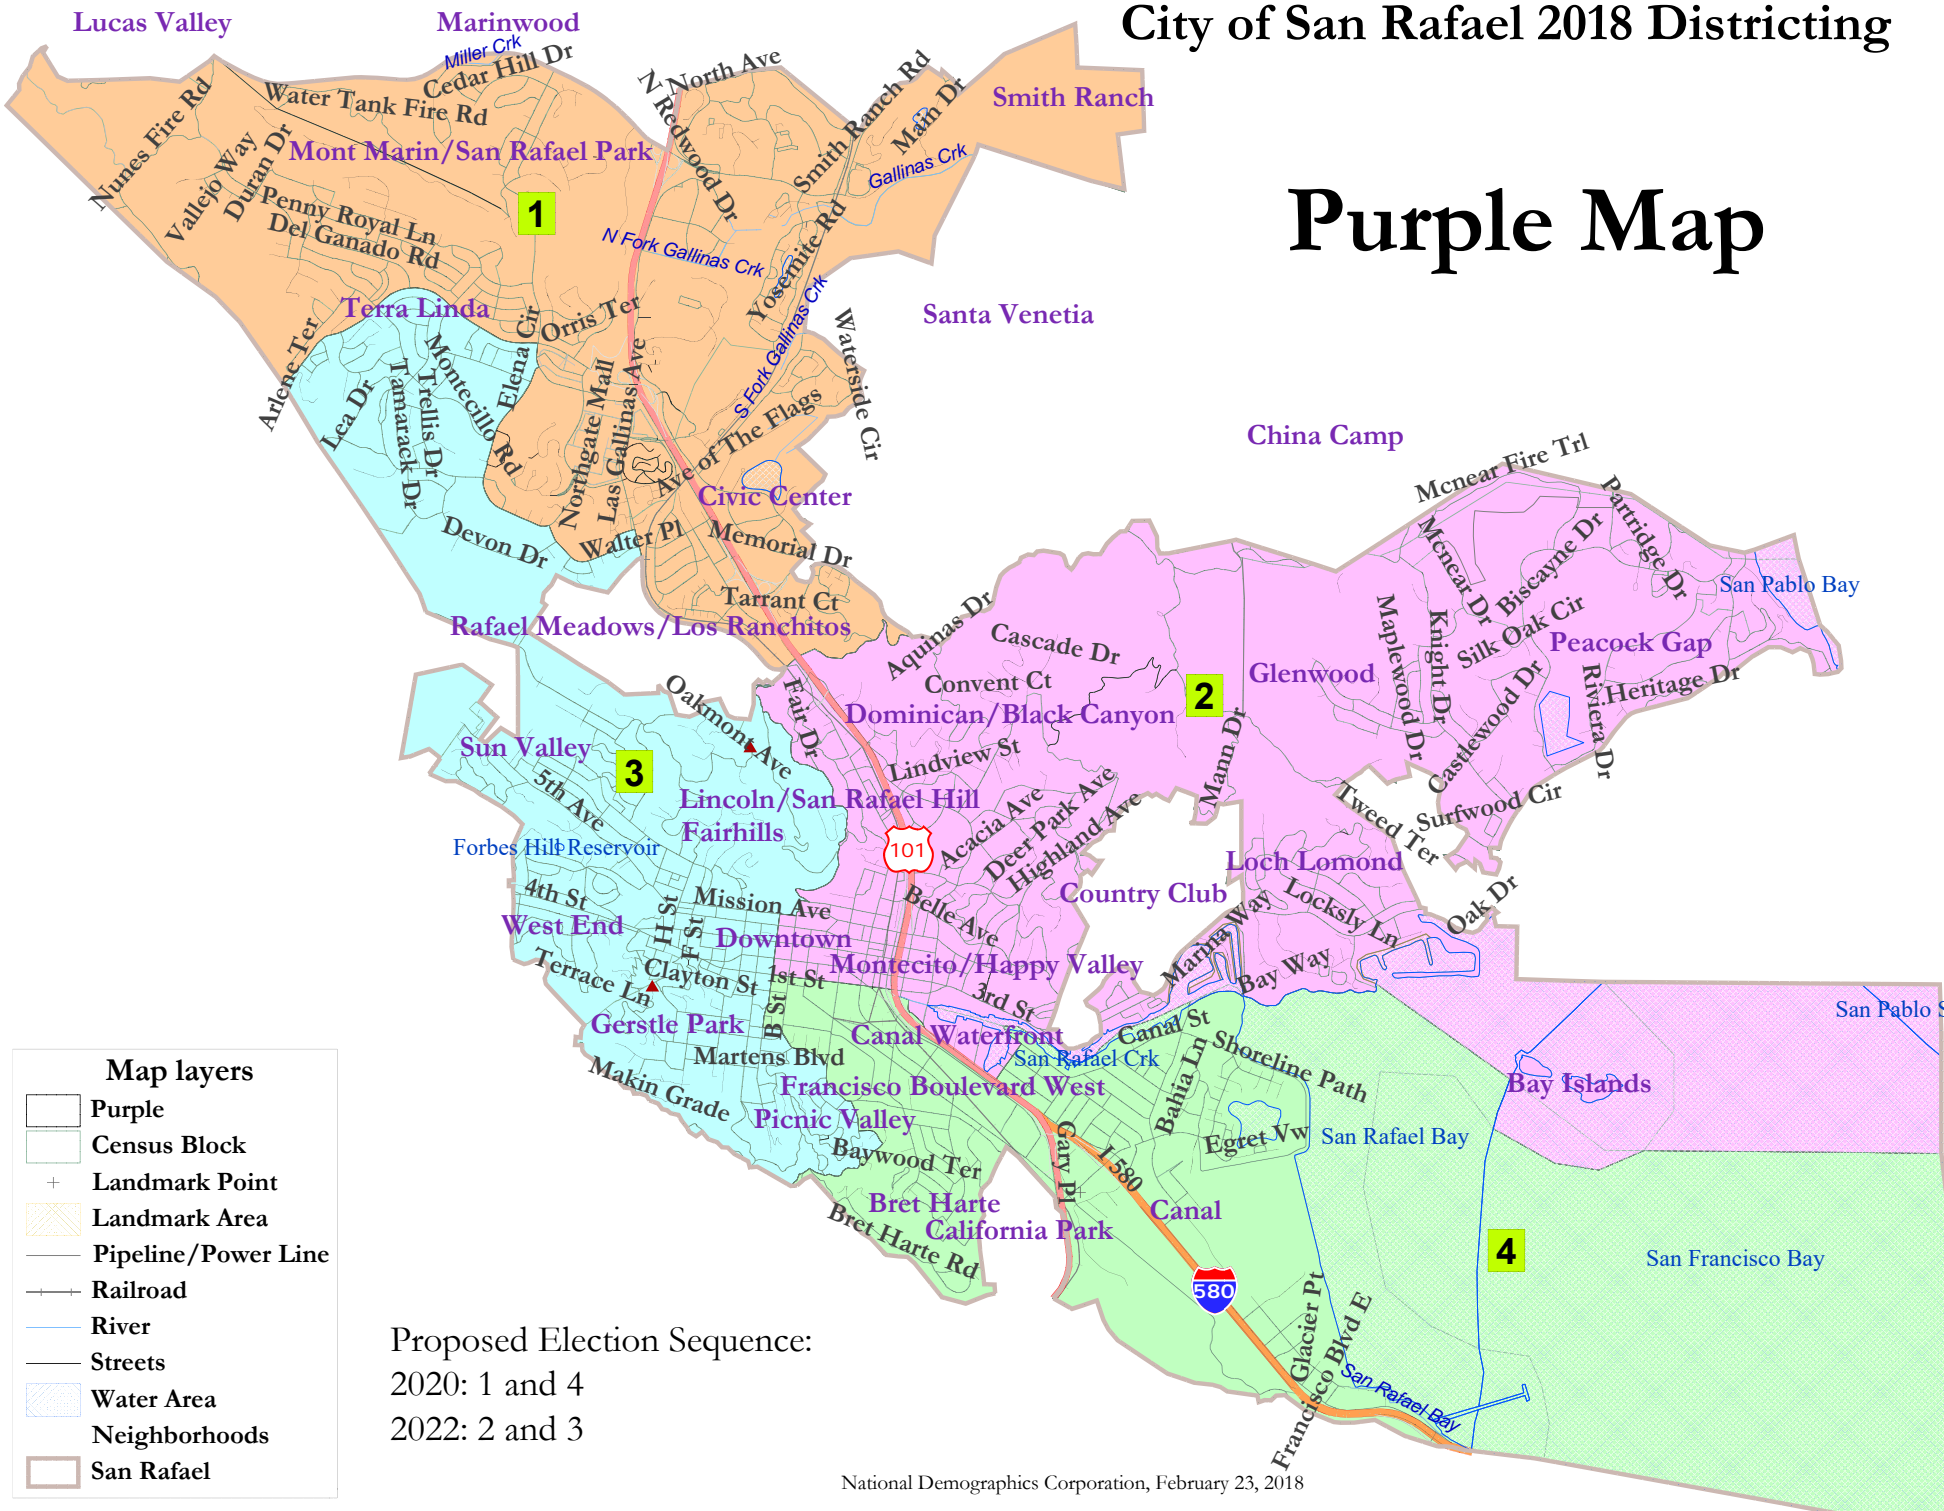 City of San Rafael 2018 Districting
Purple Map
Lucas Valley
Marinwood
Miller Crk
Cedar Hill Dr
Water Tank Fire Rd
Nunes Fire Rd
Vallejo Way
Duran Dr
Mont Marin/San Rafael Park
N Redwood Dr
North Ave
Smith Ranch Rd
Main Dr
Smith Ranch
Gallinas Crk
1
Penny Royal Ln
Del Ganado Rd
N Fork Gallinas Crk
Yosemite Rd
S Fork Gallinas Crk
Terra Linda
Orris Ter
Elena Cir
Santa Venetia
Waterside Cir
Arlene Ter
Lea Dr
Tamarack Dr
Trellis Dr
Montecillo Rd
Northgate Mall
Las Gallinas Ave
Ave of The Flags
China Camp
Mcnear Fire Trl
Civic Center
Devon Dr
Walter Pl
Memorial Dr
Partridge Dr
Mcnear Dr
Biscayne Dr
San Pablo Bay
Tarrant Ct
Rafael Meadows/Los Ranchitos
Aquinas Dr
Cascade Dr
Maplewood Dr
Knight Dr
Silk Oak Cir
Peacock Gap
Oakmont Ave
Fair Dr
Convent Ct
2
Glenwood
Castlewood Dr
Riviera Dr
Heritage Dr
Dominican/Black Canyon
Sun Valley
3
Lindview St
Mann Dr
5th Ave
Lincoln/San Rafael Hill
Fairhills
Acacia Ave
Deer Park Ave
Highland Ave
Tweed Ter
Surfwood Cir
Forbes Hill Reservoir
101
Loch Lomond
4th St
Mission Ave
Belle Ave
Country Club
Locksly Ln
Oak Dr
West End
H St
F St
Downtown
Marina Way
Bay Way
Terrace Ln
Clayton St
1st St
Montecito/Happy Valley
3rd St
San Pablo S
Gerstle Park
B St
Canal Waterfront
Canal St
San Rafael Crk
Shoreline Path
Martens Blvd
Makin Grade
Francisco Boulevard West
Bahia Ln
Bay Islands
Picnic Valley
Gary Pl
I 580
Egret Vw
San Rafael Bay
Baywood Ter
Bret Harte
California Park
Canal
Bret Harte Rd
4
San Francisco Bay
580
Glacier Pt
Francisco Blvd E
San Rafael Bay
Map layers
Purple
Census Block
Landmark Point
Landmark Area
Pipeline/Power Line
Railroad
River
Streets
Water Area
Neighborhoods
San Rafael
Proposed Election Sequence:
2020: 1 and 4
2022: 2 and 3
National Demographics Corporation, February 23, 2018